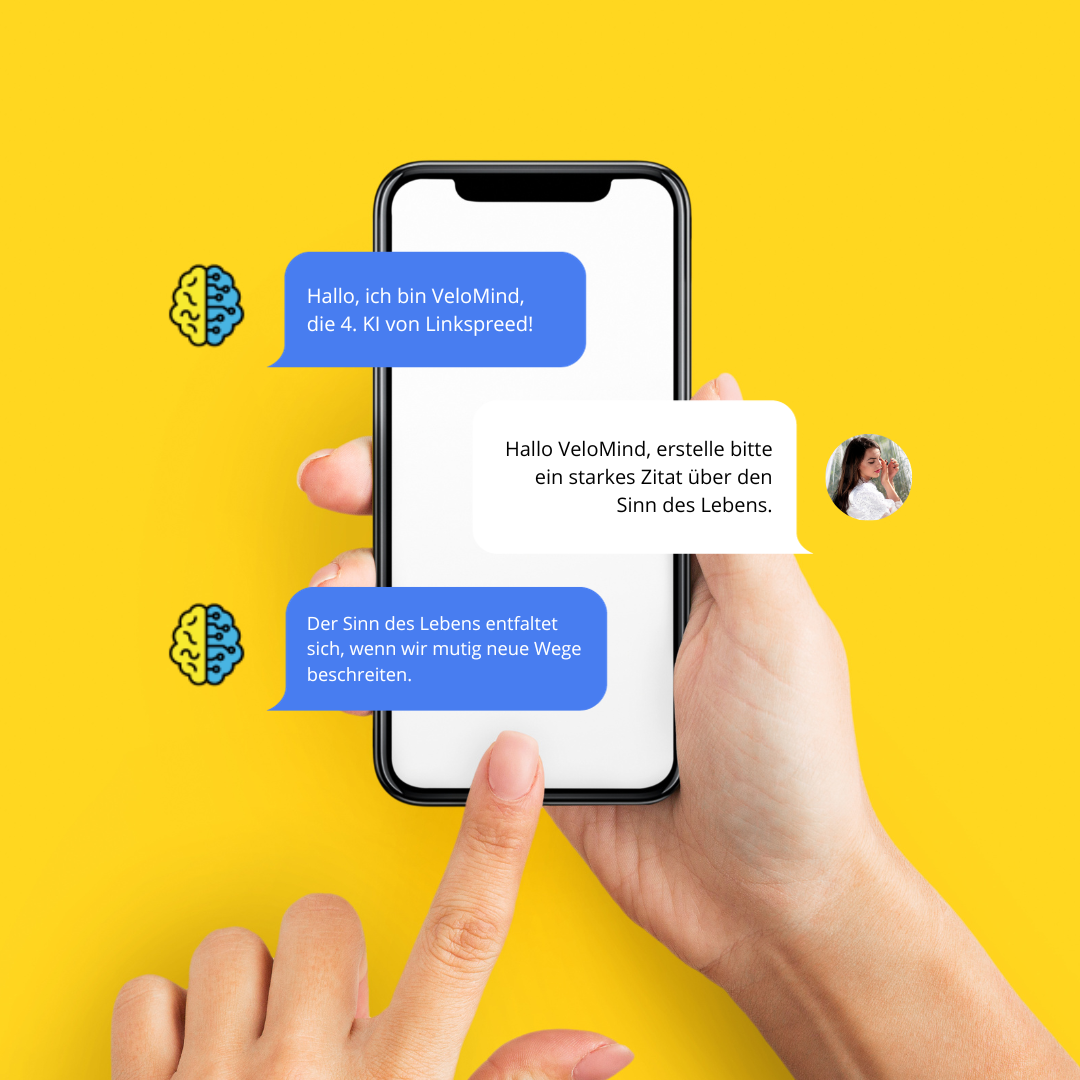 Hallo, ich bin VeloMind,
die 4. KI von Linkspreed!
Hallo VeloMind, erstelle bitte
ein starkes Zitat über den
Sinn des Lebens.
Der Sinn des Lebens entfaltet
sich, wenn wir mutig neue Wege
beschreiten.